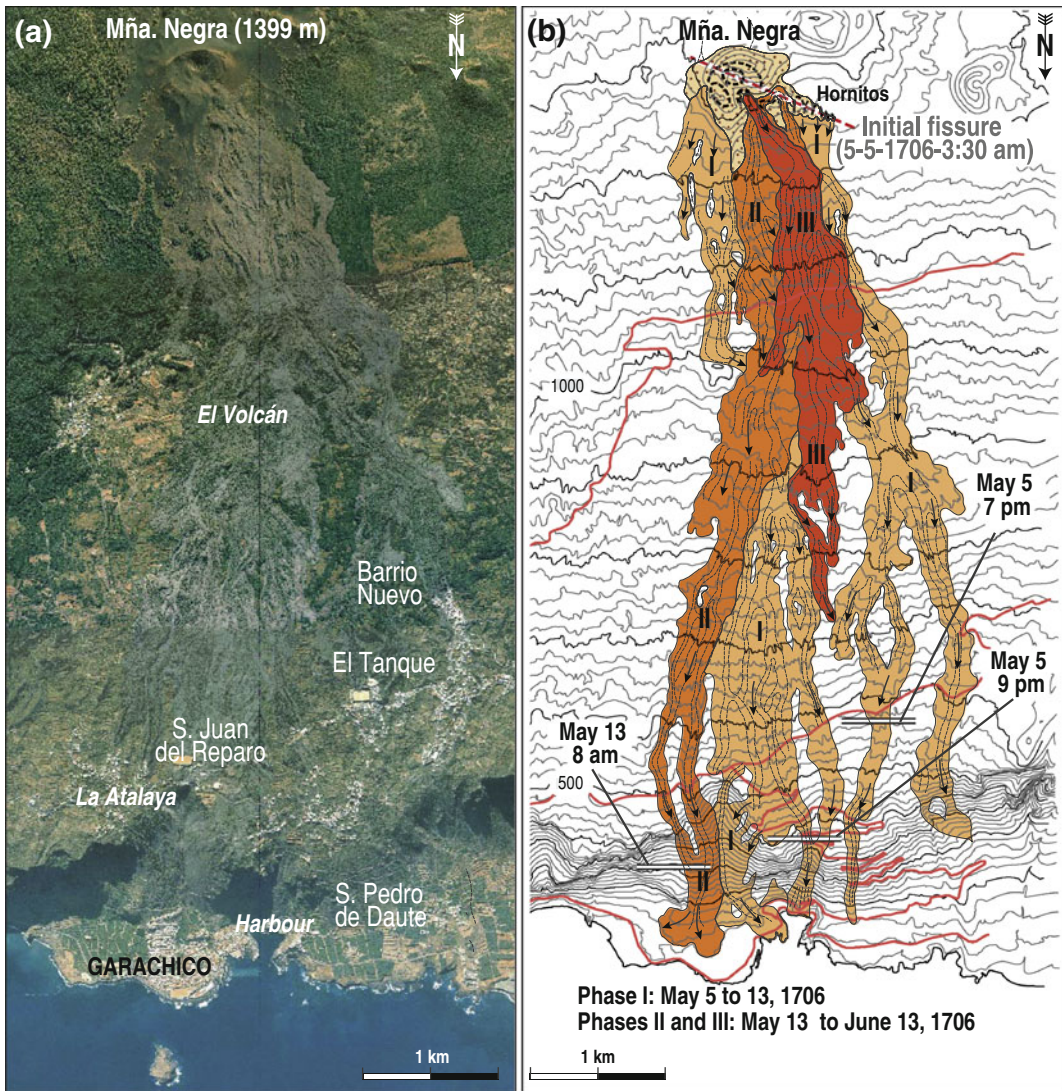 (a)
Mña. Negra (1399 m)
N
El Volcán
Barrio
Nuevo
El Tanque
S. Juan
del Reparo
La Atalaya
S. Pedro
de Daute
Harbour
GARACHICO
1 km
(b)
Mña. Negra
N
Hornitos
Initial fissure
(5-5-1706-3:30 am)
I
I
II
III
1000
III
I
May 5
7 pm
II
I
May 5
9 pm
May 13
8 am
500
I
II
Phase I: May 5 to 13, 1706
Phases II and III: May 13 to June 13, 1706
1 km